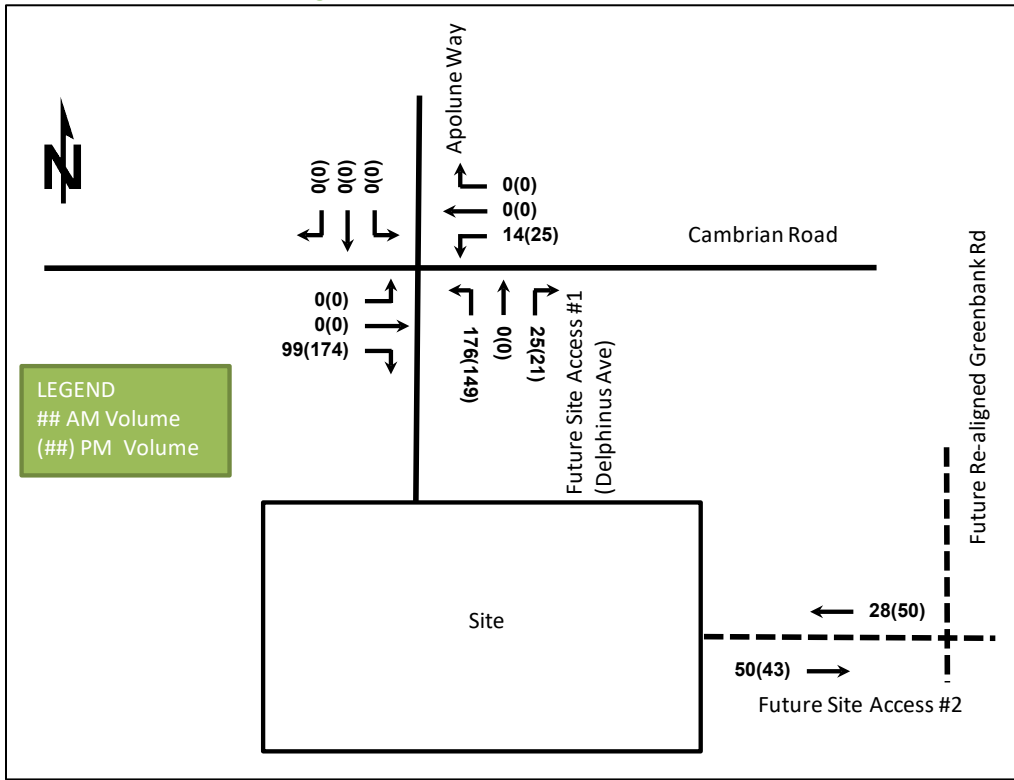 N
Apolune Way
0(0)
0(0)
0(0)
0(0)
0(0)
14(25)
Cambrian Road
0(0)
0(0)
99(174)
176(149)
0(0)
25(21)
Future Site Access #1
(Delphinus Ave)
LEGEND
## AM Volume
(##) PM  Volume
Future Re-aligned Greenbank Rd
Site
28(50)
50(43)
Future Site Access #2